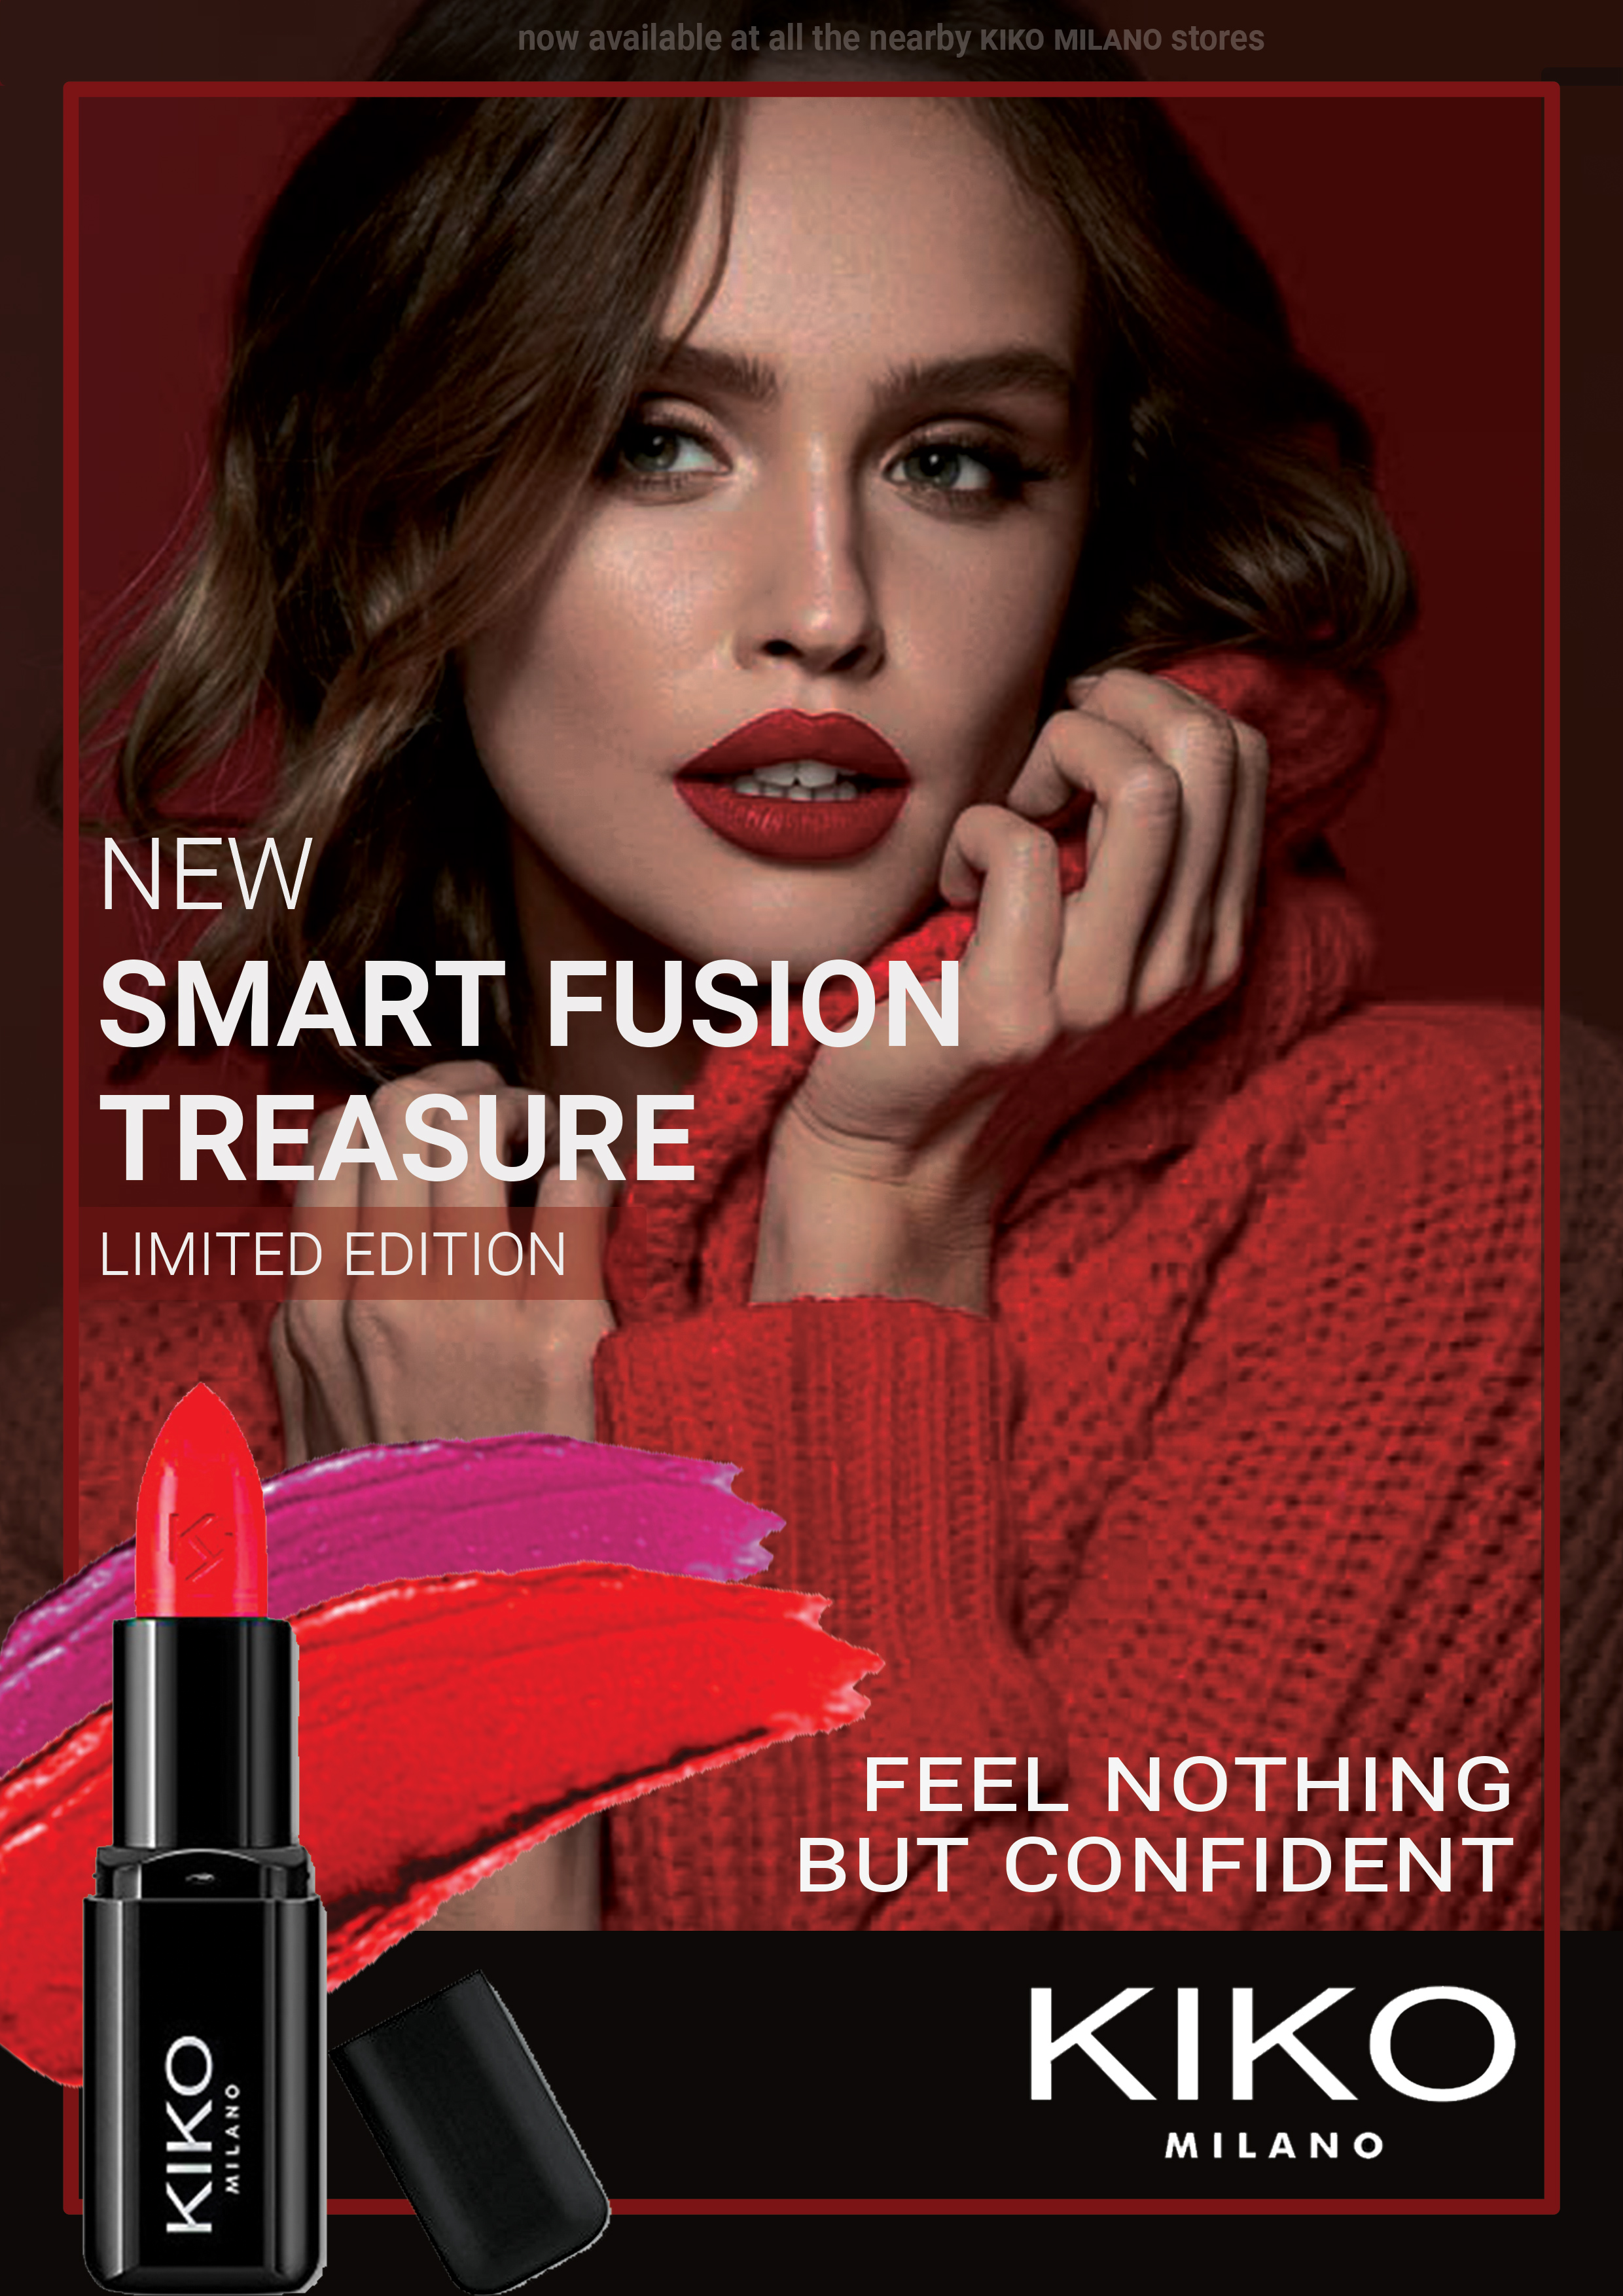 now available at all the nearby KIKO MILANO stores
NEW
SMART FUSION
TREASURE
LIMITED EDITION
FEEL NOTHING
BUT CONFIDENT
KIKO
MILANO
KIKO
MILANO